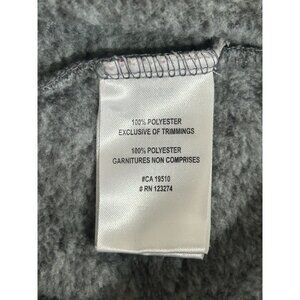 100% POLYESTER
EXCLUSIVE OF TRIMMINGS
100% POLYESTER
GARNITURES NON COMPRISES
#CA 19510
# RN 123274